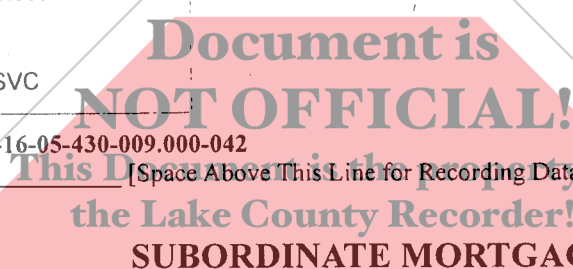 Document is
SVC
NOT OFFICIAL!
-16-05-430-009.000-042
This Document is the property
[Space Above This Line for Recording Data
the Lake County Recorder!
SUBORDINATE MORTGAG